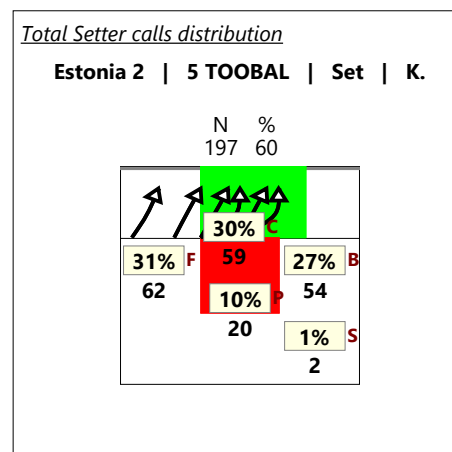 Total Setter calls distribution
Estonia 2 | 5 TOOBAL | Set | K.
N %
197 60
30% C
59
31% F 27% B
62 54
10% P
20
1% S
2